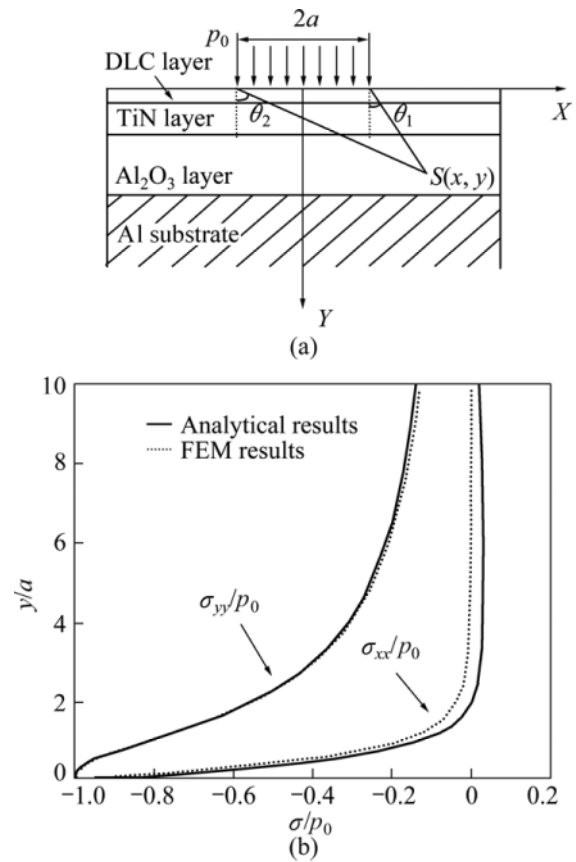 2a
p₀
DLC layer
X
θ₂
θ₁
TiN layer
S(x, y)
Al₂O₃ layer
Al substrate
Y
(a)
10
Analytical results
FEM results
8
6
y/a
σyy/p₀
4
σxx/p₀
2
0
−1.0 −0.8 −0.6 −0.4 −0.2 0 0.2
σ/p₀
(b)